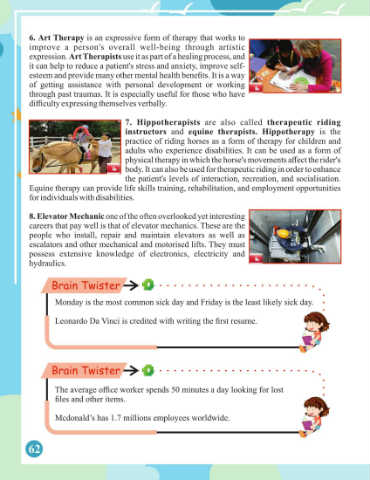 6. Art Therapy is an expressive form of therapy that works to
improve a person's overall well-being through artistic
expression. Art Therapists use it as part of a healing process, and
it can help to reduce a patient's stress and anxiety, improve self-
esteem and provide many other mental health benefits. It is a way
of getting assistance with personal development or working
through past traumas. It is especially useful for those who have
difficulty expressing themselves verbally.
7. Hippotherapists are also called therapeutic riding
instructors and equine therapists. Hippotherapy is the
practice of riding horses as a form of therapy for children and
adults who experience disabilities. It can be used as a form of
physical therapy in which the horse's movements affect the rider's
body. It can also be used for therapeutic riding in order to enhance
the patient's levels of interaction, recreation, and socialisation.
Equine therapy can provide life skills training, rehabilitation, and employment opportunities
for individuals with disabilities.
8. Elevator Mechanic one of the often overlooked yet interesting
careers that pay well is that of elevator mechanics. These are the
people who install, repair and maintain elevators as well as
escalators and other mechanical and motorised lifts. They must
possess extensive knowledge of electronics, electricity and
hydraulics.
Brain Twister
Monday is the most common sick day and Friday is the least likely sick day.
Leonardo Da Vinci is credited with writing the first resume.
Brain Twister
The average office worker spends 50 minutes a day looking for lost
files and other items.
Mcdonald's has 1.7 millions employees worldwide.
62